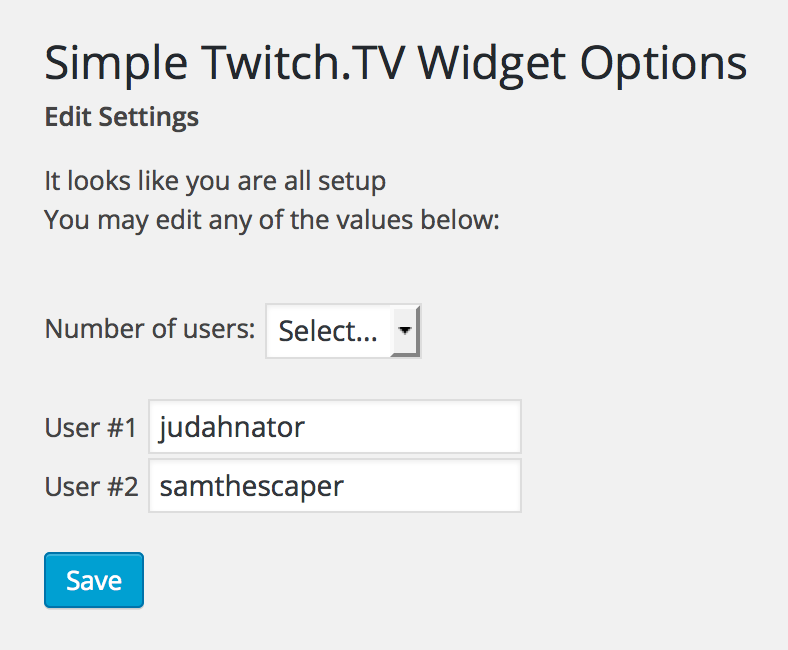 Simple Twitch.TV Widget Options
Edit Settings
It looks like you are all setup
You may edit any of the values below:
Number of users: Select...
User #1 judahnator
User #2 samthescaper
Save